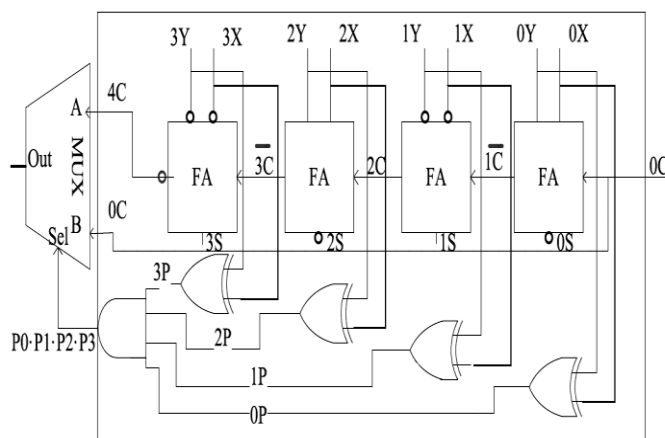 3Y 3X 2Y 2X 1Y 1X 0Y 0X
4C
A
MUX
Out
FA 3C FA 2C FA 1C FA 0C
0C
B
Sel
3S 2S 1S 0S
3P
P0·P1·P2·P3
2P
1P
0P